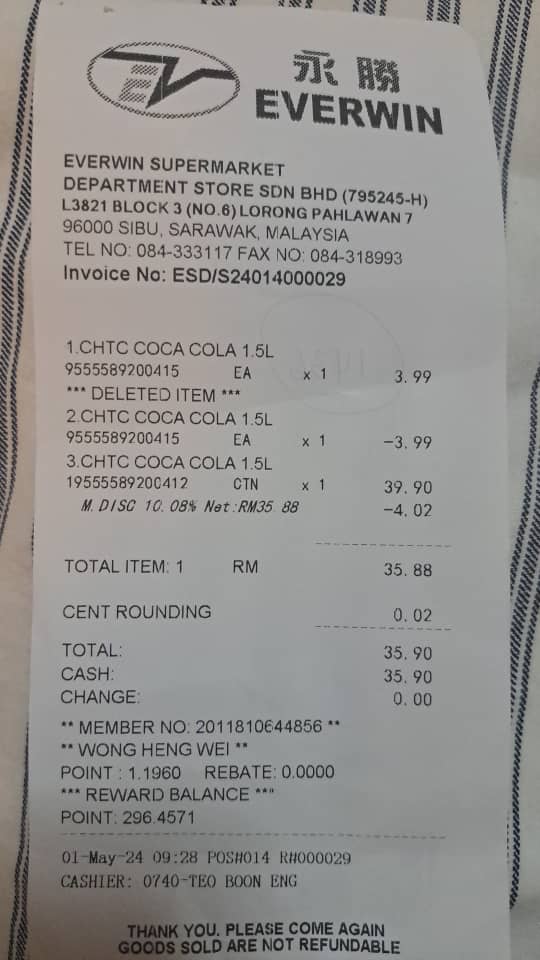 永勝
EVERWIN
EVERWIN SUPERMARKET
DEPARTMENT STORE SDN BHD (795245-H)
L3821 BLOCK 3 (NO.6) LORONG PAHLAWAN 7
96000 SIBU, SARAWAK, MALAYSIA
TEL NO: 084-333117 FAX NO: 084-318993
Invoice No: ESD/S24014000029
1.CHTC COCA COLA 1.5L
9555589200415 EA x 1 3.99
*** DELETED ITEM ***
2.CHTC COCA COLA 1.5L
9555589200415 EA x 1 -3.99
3.CHTC COCA COLA 1.5L
19555589200412 CTN x 1 39.90
M.DISC 10.08% Net:RM35.88 -4.02
TOTAL ITEM: 1 RM 35.88
CENT ROUNDING 0.02
TOTAL: 35.90
CASH: 35.90
CHANGE: 0.00
** MEMBER NO: 2011810644856 **
** WONG HENG WEI **
POINT : 1.1960 REBATE: 0.0000
*** REWARD BALANCE ***
POINT: 296.4571
01-May-24 09:28 POS#014 R#000029
CASHIER: 0740-TEO BOON ENG
THANK YOU. PLEASE COME AGAIN
GOODS SOLD ARE NOT REFUNDABLE